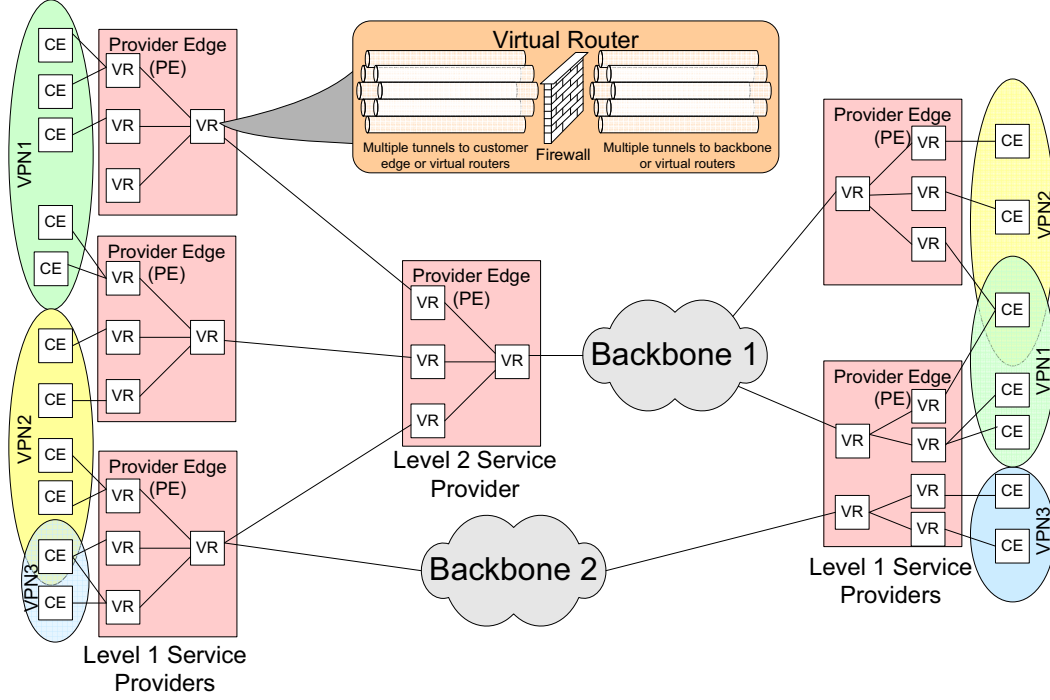 CE
CE
CE
CE
CE
VPN1
CE
CE
CE
CE
VPN2
CE
CE
VPN3
Provider Edge
(PE)
VR
VR
VR
VR
Provider Edge
(PE)
VR
VR
VR
VR
Provider Edge
(PE)
VR
VR
VR
VR
Level 1 Service
Providers
Virtual Router
Multiple tunnels to customer
edge or virtual routers
Firewall
Multiple tunnels to backbone
or virtual routers
Provider Edge
(PE)
VR
VR
VR
VR
Level 2 Service
Provider
Backbone 1
Backbone 2
Provider Edge
(PE)
VR
VR
VR
VR
Provider Edge
(PE)
VR
VR
VR
VR
VR
VR
Level 1 Service
Providers
CE
CE
VPN2
CE
CE
VPN1
CE
CE
VPN3
CE